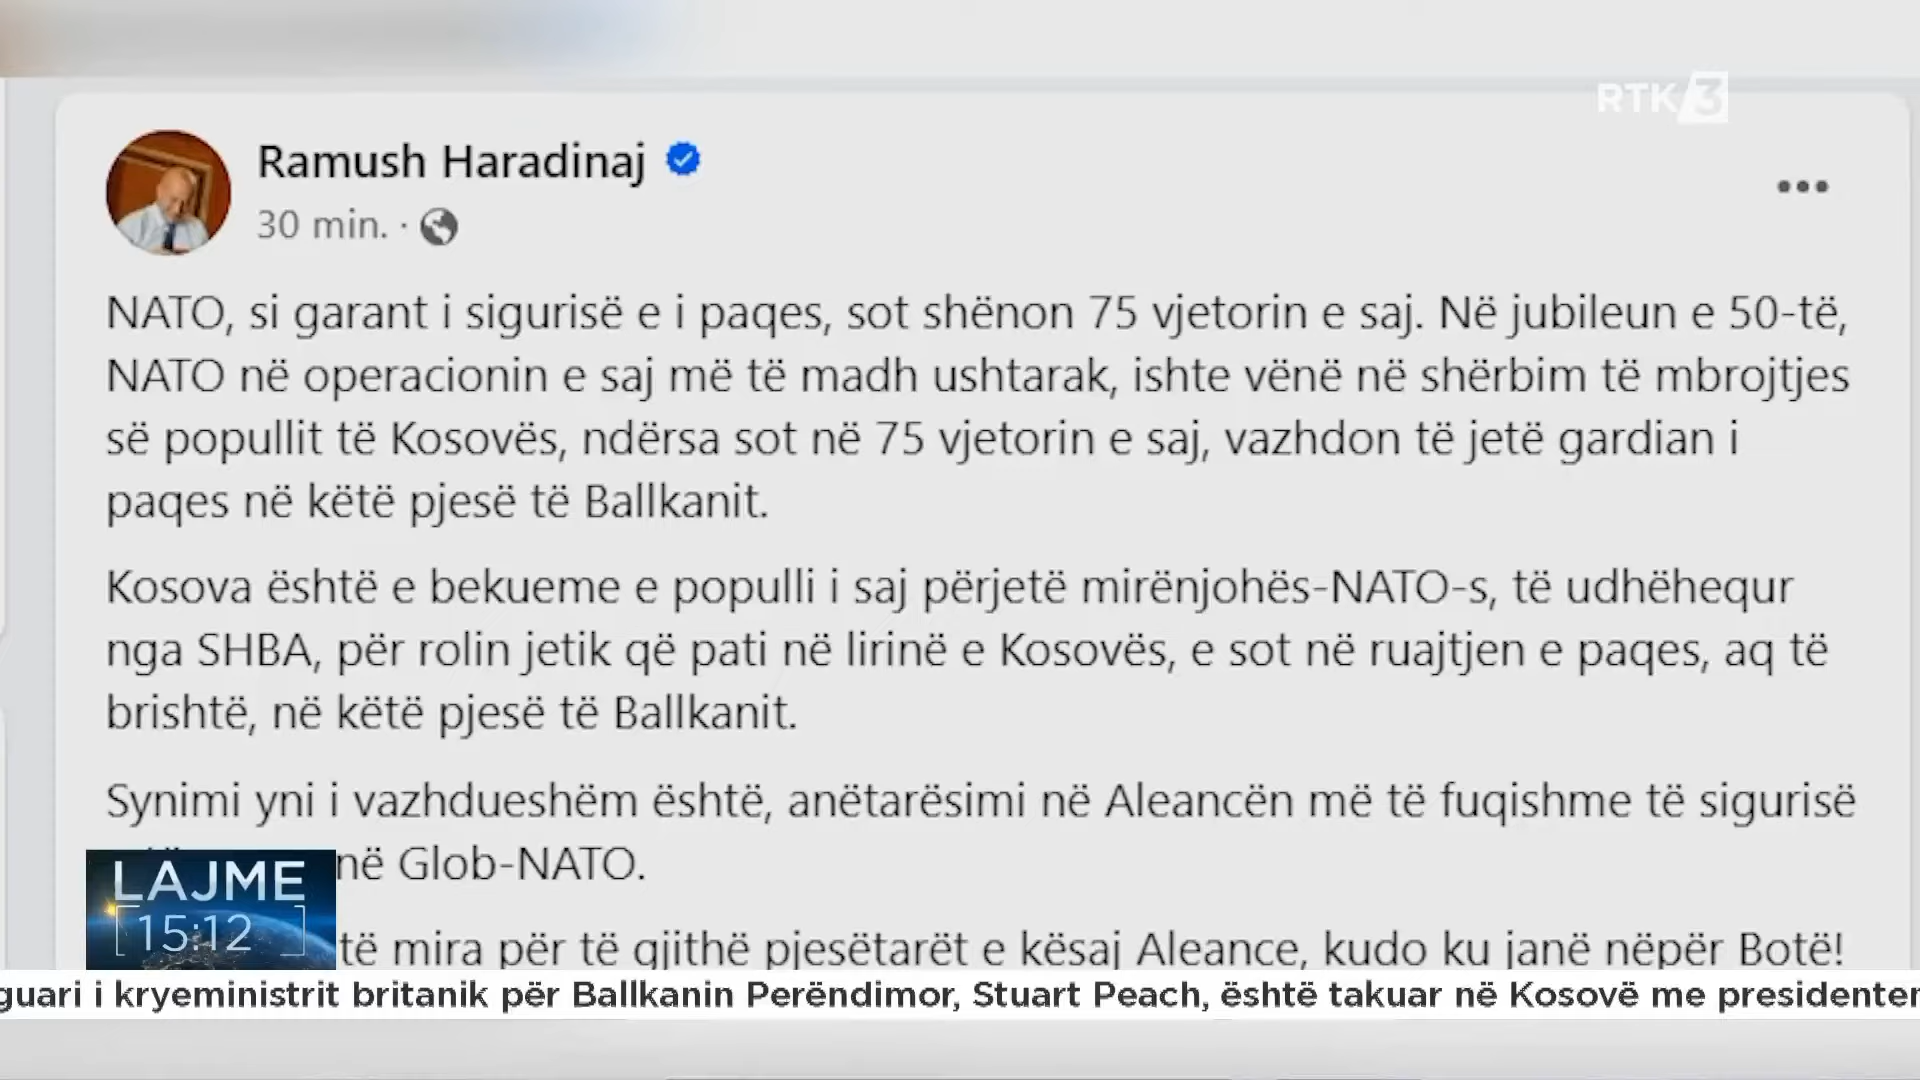 RTK 3
Ramush Haradinaj
30 min. ·
NATO, si garant i sigurisë e i paqes, sot shënon 75 vjetorin e saj. Në jubileun e 50-të,
NATO në operacionin e saj më të madh ushtarak, ishte vënë në shërbim të mbrojtjes
së popullit të Kosovës, ndërsa sot në 75 vjetorin e saj, vazhdon të jetë gardian i
paqes në këtë pjesë të Ballkanit.
Kosova është e bekueme e populli i saj përjetë mirënjohës-NATO-s, të udhëhequr
nga SHBA, për rolin jetik që pati në lirinë e Kosovës, e sot në ruajtjen e paqes, aq të
brishtë, në këtë pjesë të Ballkanit.
Synimi yni i vazhdueshëm është, anëtarësimi në Aleancën më të fuqishme të sigurisë
në Glob-NATO.
të mira për të gjithë pjesëtarët e kësaj Aleance, kudo ku janë nëpër Botë!
LAJME
15:12
guari i kryeministrit britanik për Ballkanin Perëndimor, Stuart Peach, është takuar në Kosovë me presidenten